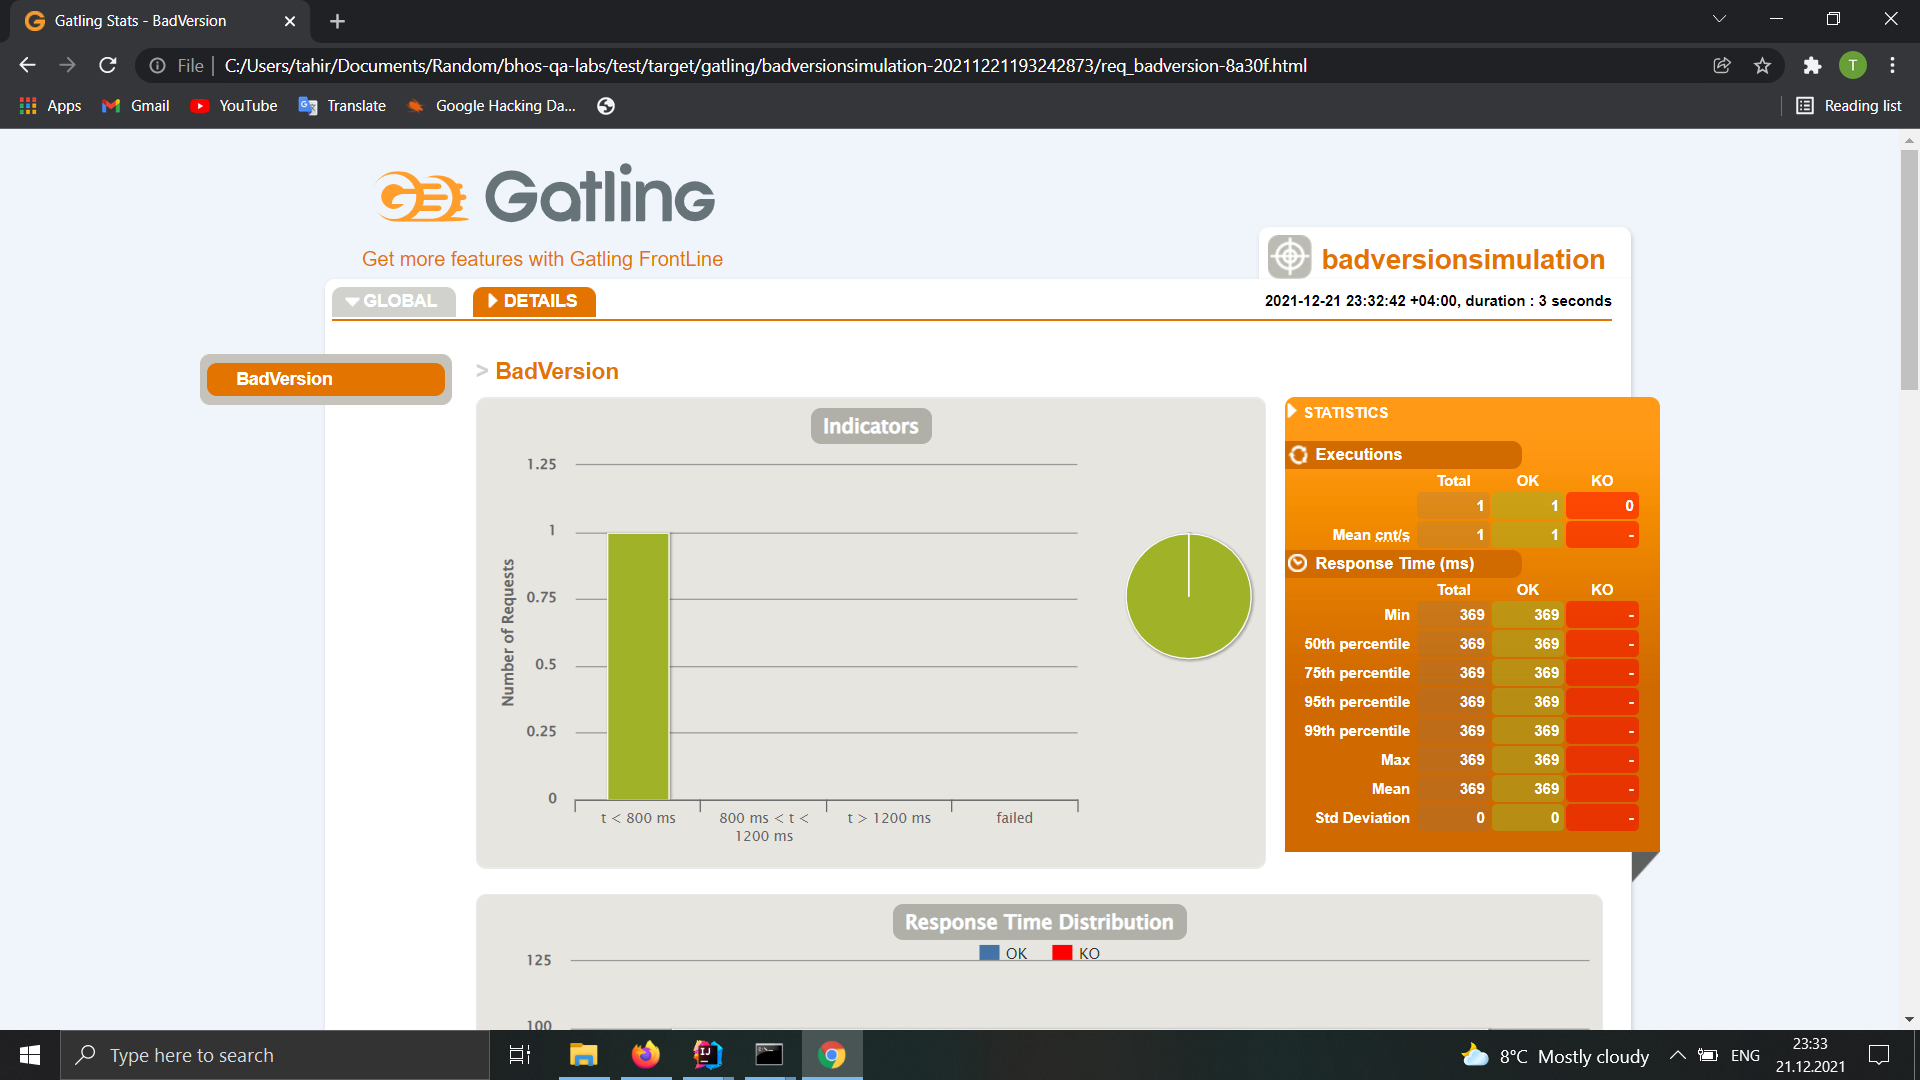 Gatling Stats - BadVersion
File
C:/Users/tahir/Documents/Random/bhos-qa-labs/test/target/gatling/badversionsimulation-20211221193242873/req_badversion-8a30f.html
T
Apps
Gmail
YouTube
Translate
Google Hacking Da...
Reading list
Gatling
Get more features with Gatling FrontLine
badversionsimulation
GLOBAL
DETAILS
2021-12-21 23:32:42 +04:00, duration : 3 seconds
BadVersion
> BadVersion
Indicators
1.25
1
0.75
0.5
0.25
0
Number of Requests
t < 800 ms
800 ms < t <
1200 ms
t > 1200 ms
failed
STATISTICS
Executions
Total OK KO
1 1 0
Mean cnt/s 1 1 -
Response Time (ms)
Total OK KO
Min 369 369 -
50th percentile 369 369 -
75th percentile 369 369 -
95th percentile 369 369 -
99th percentile 369 369 -
Max 369 369 -
Mean 369 369 -
Std Deviation 0 0 -
Response Time Distribution
OK KO
125
100
Type here to search
8°C Mostly cloudy
ENG
23:33
21.12.2021